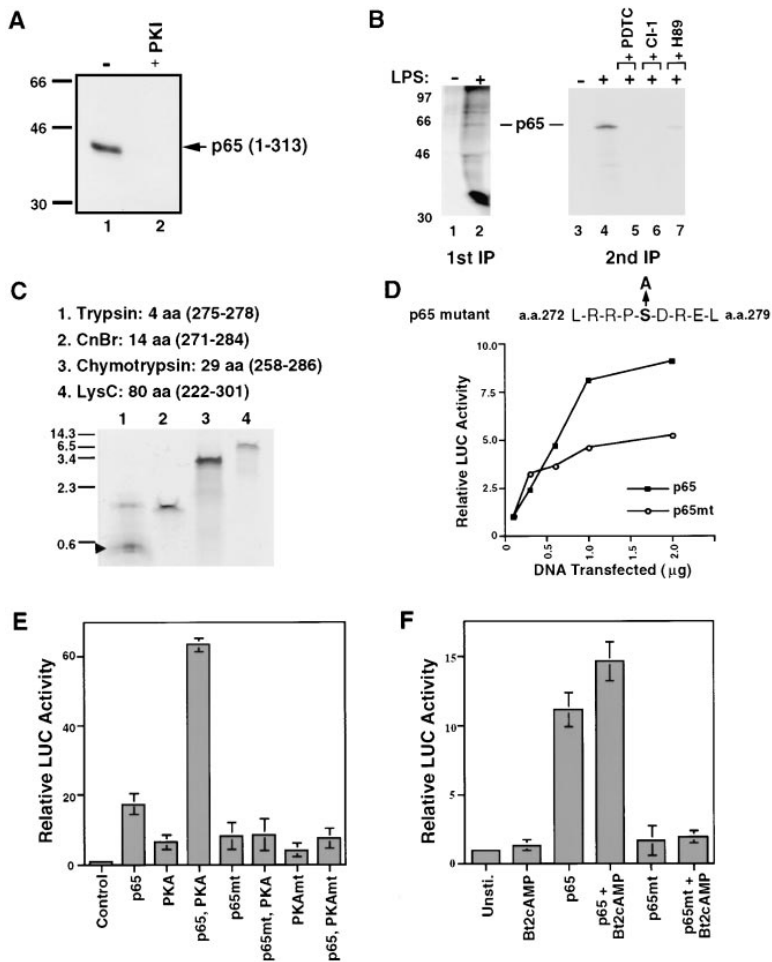 A
- + PKI
66
46
30
p65 (1-313)
1 2
B
+ PDTC + CI-1 + H89
LPS: - + - + + + +
97
66
46
30
p65
1 2 3 4 5 6 7
1st IP 2nd IP
C
1. Trypsin: 4 aa (275-278)
2. CnBr: 14 aa (271-284)
3. Chymotrypsin: 29 aa (258-286)
4. LysC: 80 aa (222-301)
1 2 3 4
14.3
6.5
3.4
2.3
0.6
D
A
p65 mutant a.a.272 L-R-R-P-S-D-R-E-L a.a.279
Relative LUC Activity
10.0
7.5
5.0
2.5
0.0
p65
p65mt
0.0 0.5 1.0 2.0
DNA Transfected (μg)
E
Relative LUC Activity
60
40
20
0
Control
p65
PKA
p65, PKA
p65mt
p65mt, PKA
PKAmt
p65, PKAmt
F
Relative LUC Activity
15
10
5
0
Unsti.
Bt2cAMP
p65
p65 +
Bt2cAMP
p65mt
p65mt +
Bt2cAMP